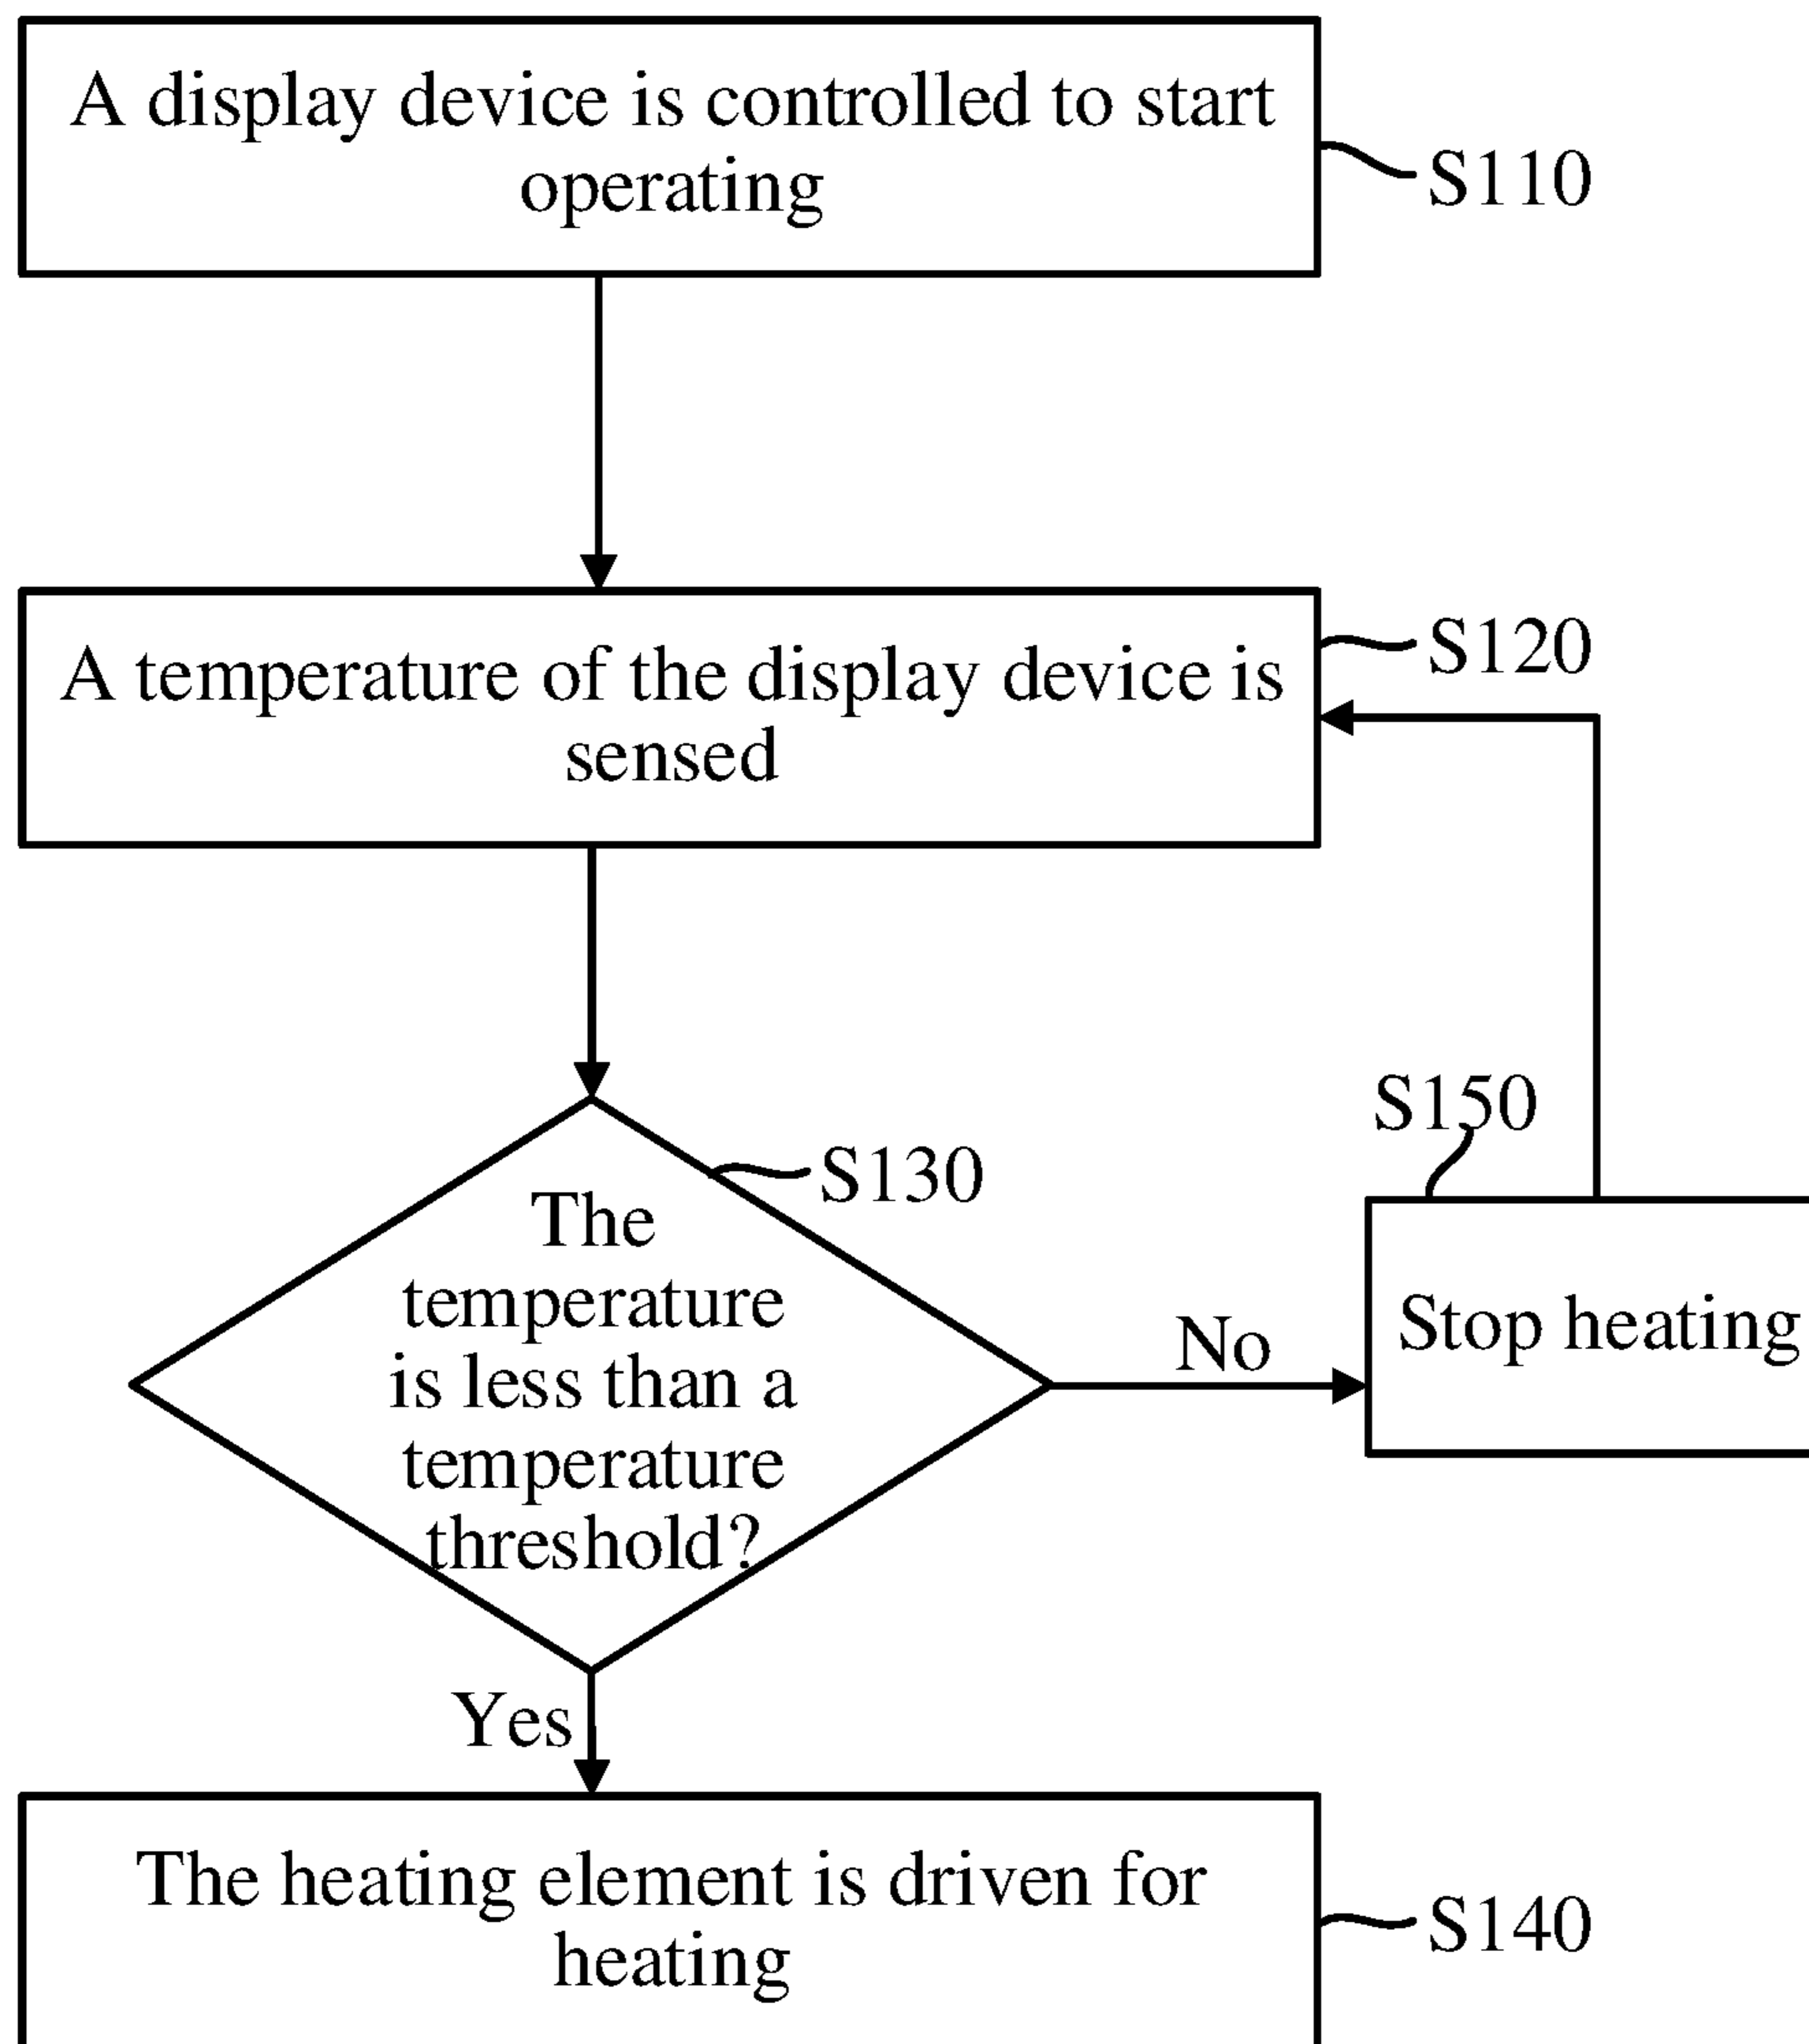 A display device is controlled to start
operating
S110
A temperature of the display device is
sensed
S120
S130
The
temperature
is less than a
temperature
threshold?
No
S150
Stop heating
Yes
The heating element is driven for
heating
S140